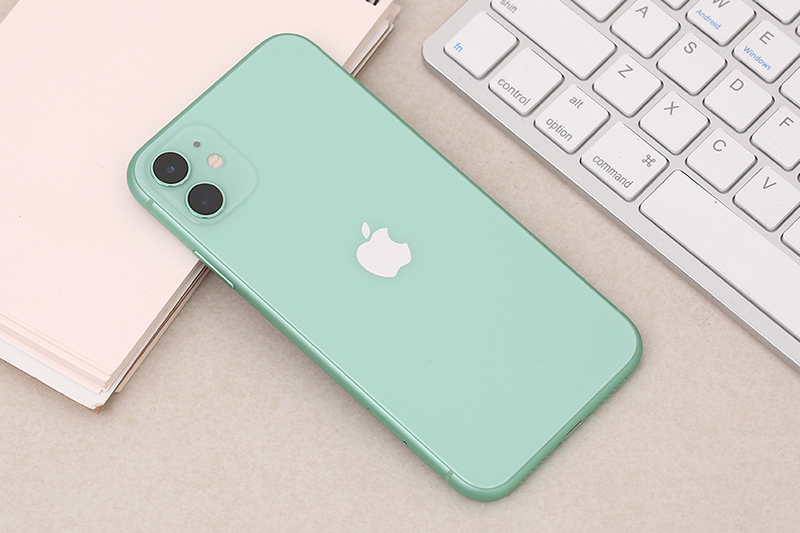 shift
A
W
Android
E
Windows
fn
Z
S
D
F
control
alt
option
X
C
V
command
⌘